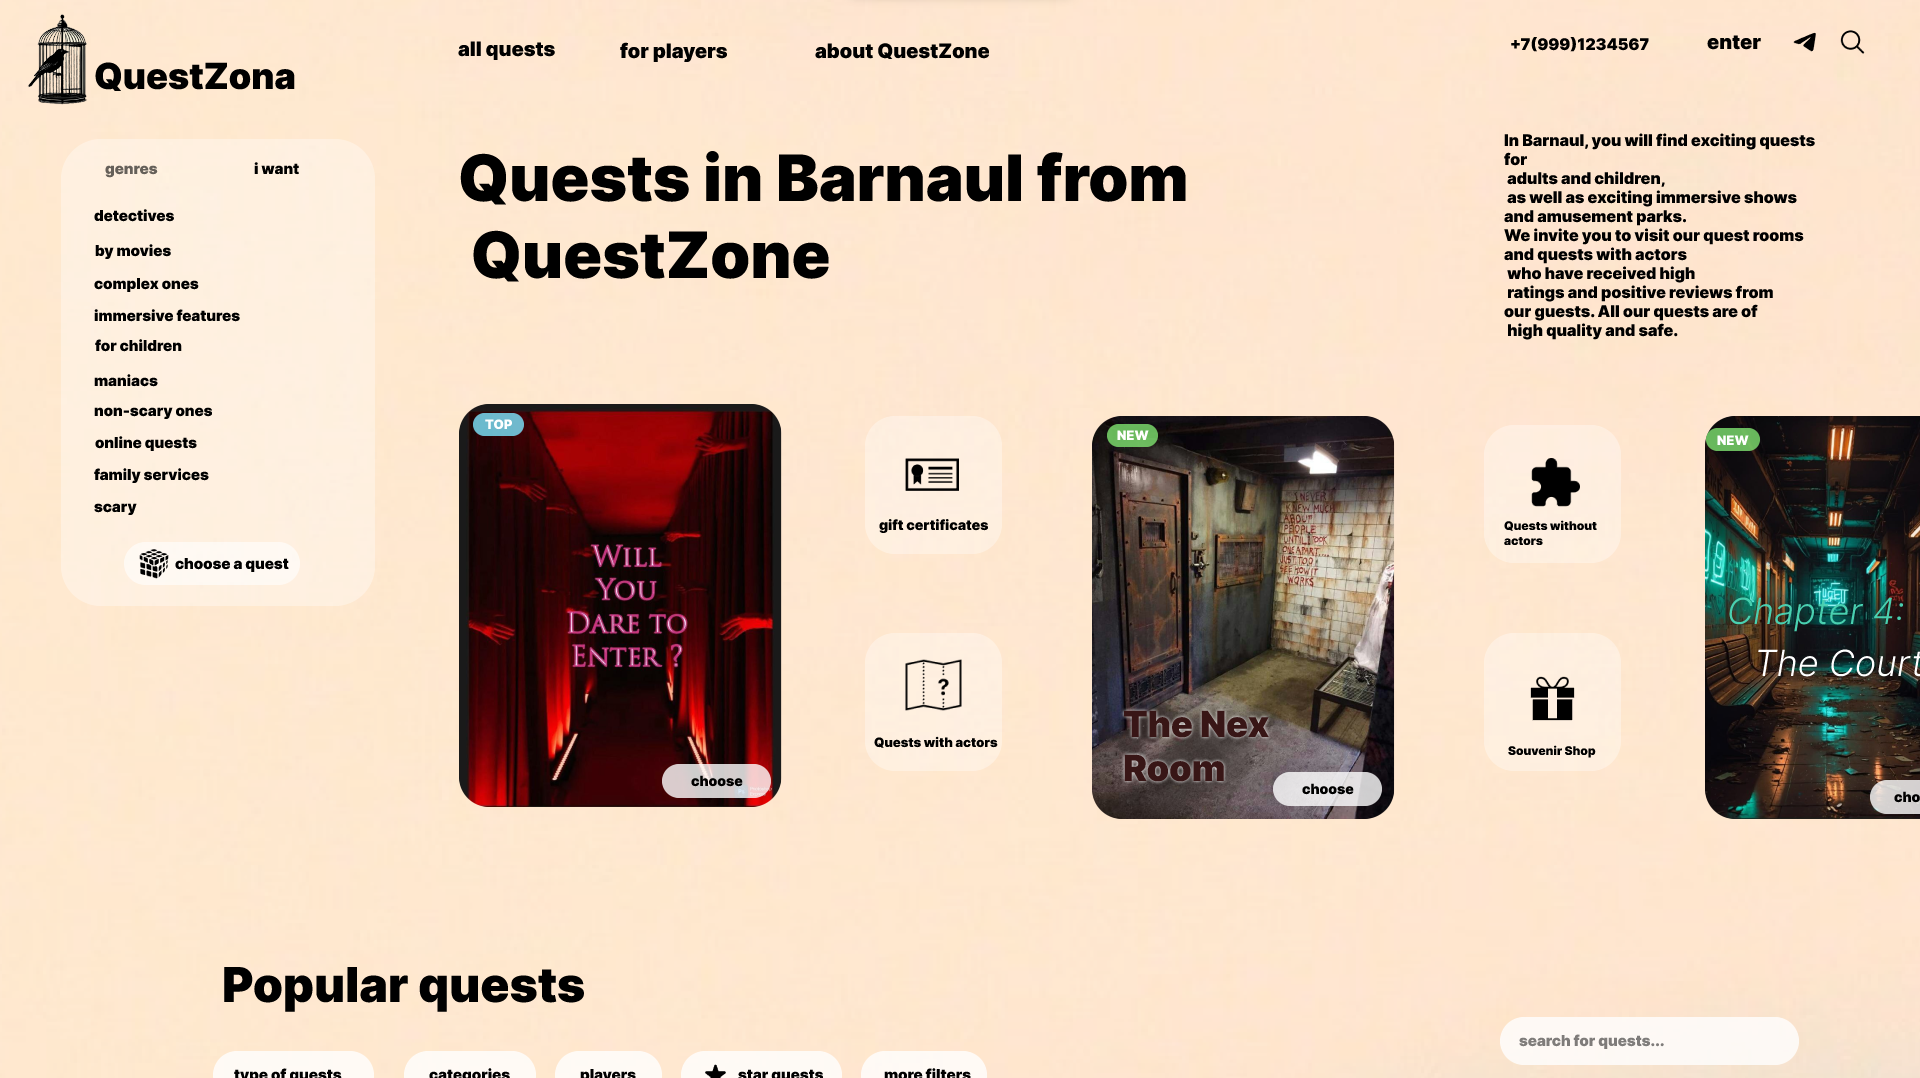 QuestZona
all quests
for players
about QuestZone
+7(999)1234567
enter
genres
i want
detectives
by movies
complex ones
immersive features
for children
maniacs
non-scary ones
online quests
family services
scary
choose a quest
Quests in Barnaul from
QuestZone
In Barnaul, you will find exciting quests
for
adults and children,
as well as exciting immersive shows
and amusement parks.
We invite you to visit our quest rooms
and quests with actors
who have received high
ratings and positive reviews from
our guests. All our quests are of
high quality and safe.
TOP
WILL
YOU
DARE TO
ENTER ?
choose
gift certificates
?
Quests with actors
NEW
I NEVER
KNEW MUCH
ABOUT
PEOPLE
UNTIL I TOOK
ONE APART....
JUST TO
SEE HOW IT
WORKS
The Nex
Room
choose
Quests without
actors
Souvenir Shop
NEW
Chapter 4:
The Court
cho
Popular quests
search for quests...
type of quests
categories
players
star quests
more filters